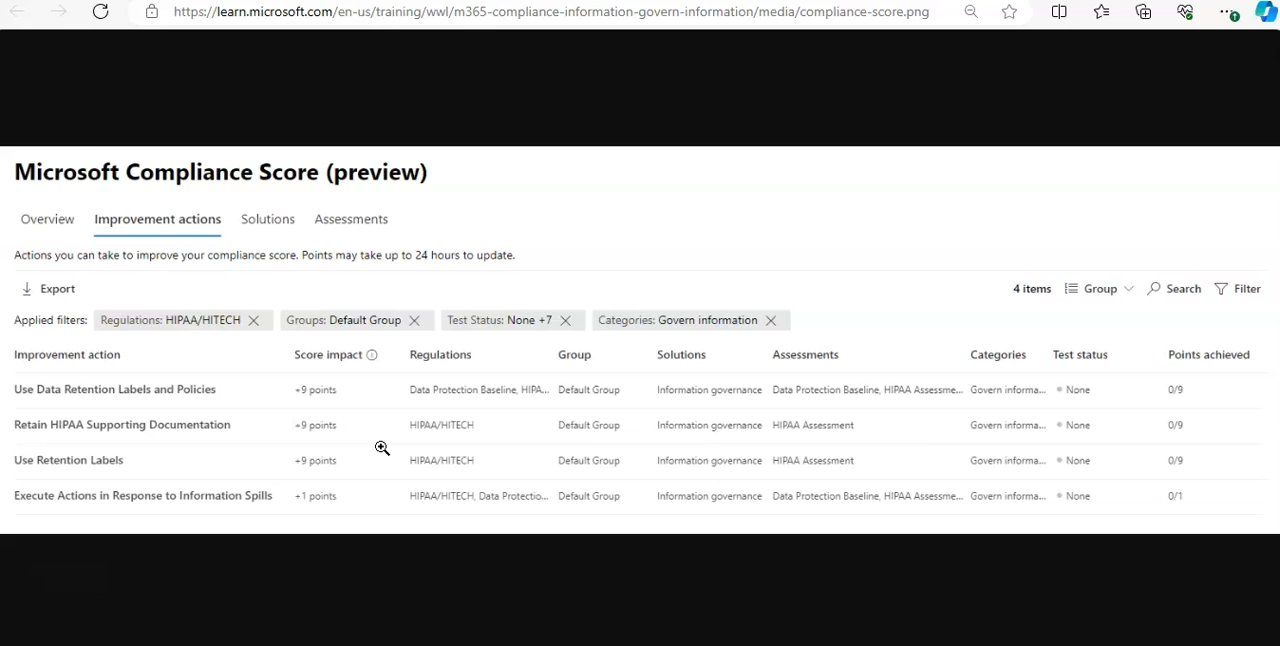 https://learn.microsoft.com/en-us/training/wwl/m365-compliance-information-govern-information/media/compliance-score.png
Microsoft Compliance Score (preview)
Overview Improvement actions Solutions Assessments
Actions you can take to improve your compliance score. Points may take up to 24 hours to update.
Export 4 items Group Search Filter
Applied filters: Regulations: HIPAA/HITECH Groups: Default Group Test Status: None +7 Categories: Govern information
Improvement action Score impact Regulations Group Solutions Assessments Categories Test status Points achieved
Use Data Retention Labels and Policies +9 points Data Protection Baseline, HIPA... Default Group Information governance Data Protection Baseline, HIPAA Assessme... Govern informa... None 0/9
Retain HIPAA Supporting Documentation +9 points HIPAA/HITECH Default Group Information governance HIPAA Assessment Govern informa... None 0/9
Use Retention Labels +9 points HIPAA/HITECH Default Group Information governance HIPAA Assessment Govern informa... None 0/9
Execute Actions in Response to Information Spills +1 points HIPAA/HITECH, Data Protectio... Default Group Information governance Data Protection Baseline, HIPAA Assessme... Govern informa... None 0/1